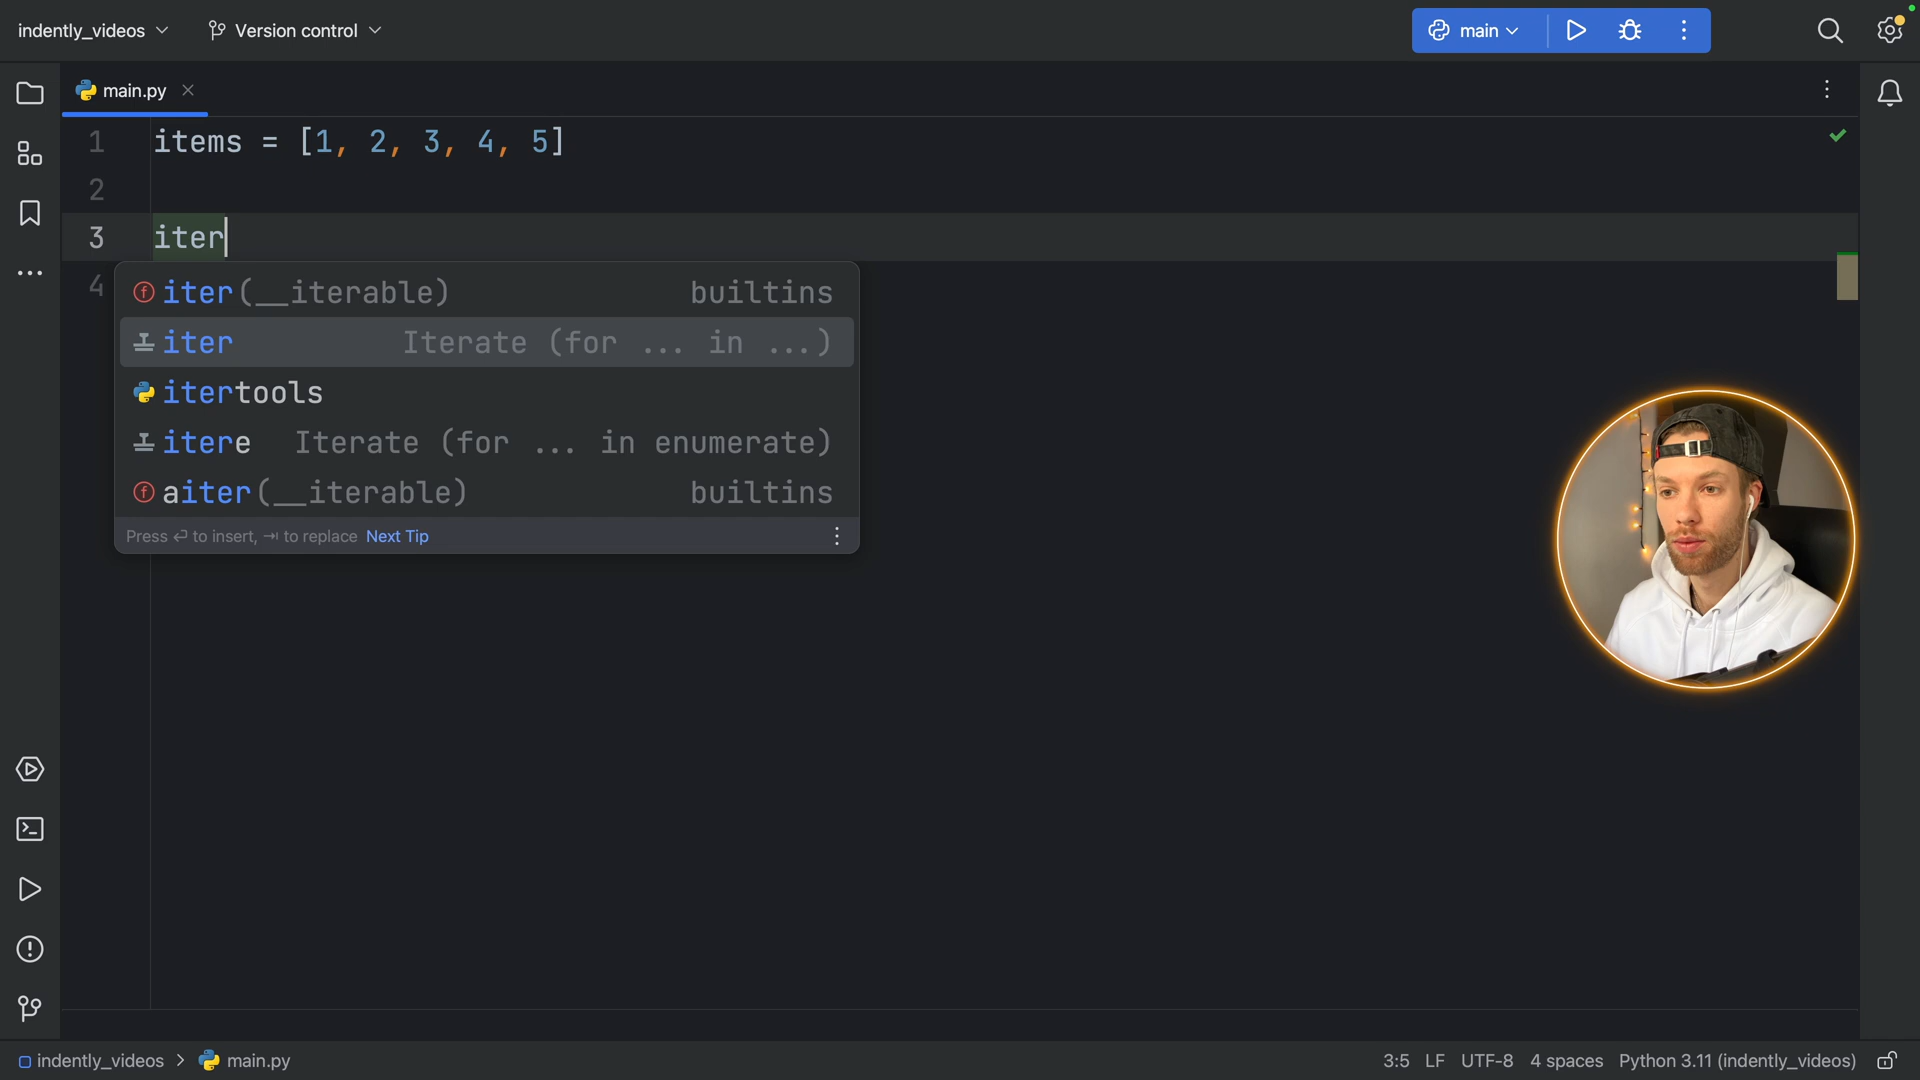 indently_videos
Version control
main
main.py
1 items = [1, 2, 3, 4, 5]
2
3 iter
4
iter(__iterable) builtins
iter Iterate (for ... in ...)
itertools
itere Iterate (for ... in enumerate)
aiter(__iterable) builtins
Press ↵ to insert, ⇥ to replace Next Tip
indently_videos > main.py
3:5 LF UTF-8 4 spaces Python 3.11 (indently_videos)